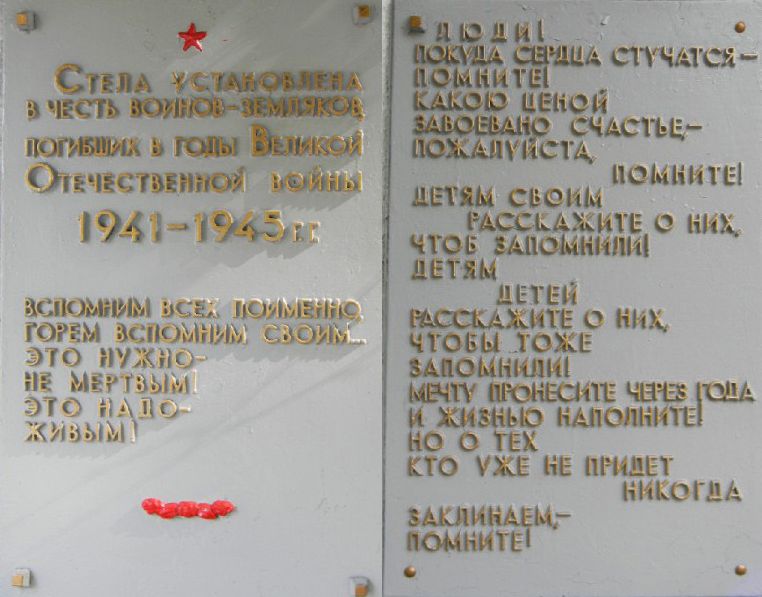 Стела установлена
в честь воинов-земляков,
погибших в годы Великой
Отечественной войны
1941-1945 г.г.
ВСПОМНИМ ВСЕХ ПОИМЕННО,
ГОРЕМ ВСПОМНИМ СВОИМ...
ЭТО НУЖНО-
НЕ МЕРТВЫМ!
ЭТО НАДО-
ЖИВЫМ!
ЛЮДИ!
ПОКУДА СЕРДЦА СТУЧАТСЯ-
ПОМНИТЕ!
КАКОЮ ЦЕНОЙ
ЗАВОЕВАНО СЧАСТЬЕ,-
ПОЖАЛУЙСТА,
ПОМНИТЕ!
ДЕТЯМ СВОИМ
РАССКАЖИТЕ О НИХ,
ЧТОБ ЗАПОМНИЛИ!
ДЕТЯМ
ДЕТЕЙ
РАССКАЖИТЕ О НИХ,
ЧТОБЫ ТОЖЕ
ЗАПОМНИЛИ!
МЕЧТУ ПРОНЕСИТЕ ЧЕРЕЗ ГОДА
И ЖИЗНЬЮ НАПОЛНИТЕ!
НО О ТЕХ
КТО УЖЕ НЕ ПРИДЕТ
НИКОГДА
ЗАКЛИНАЕМ,-
ПОМНИТЕ!